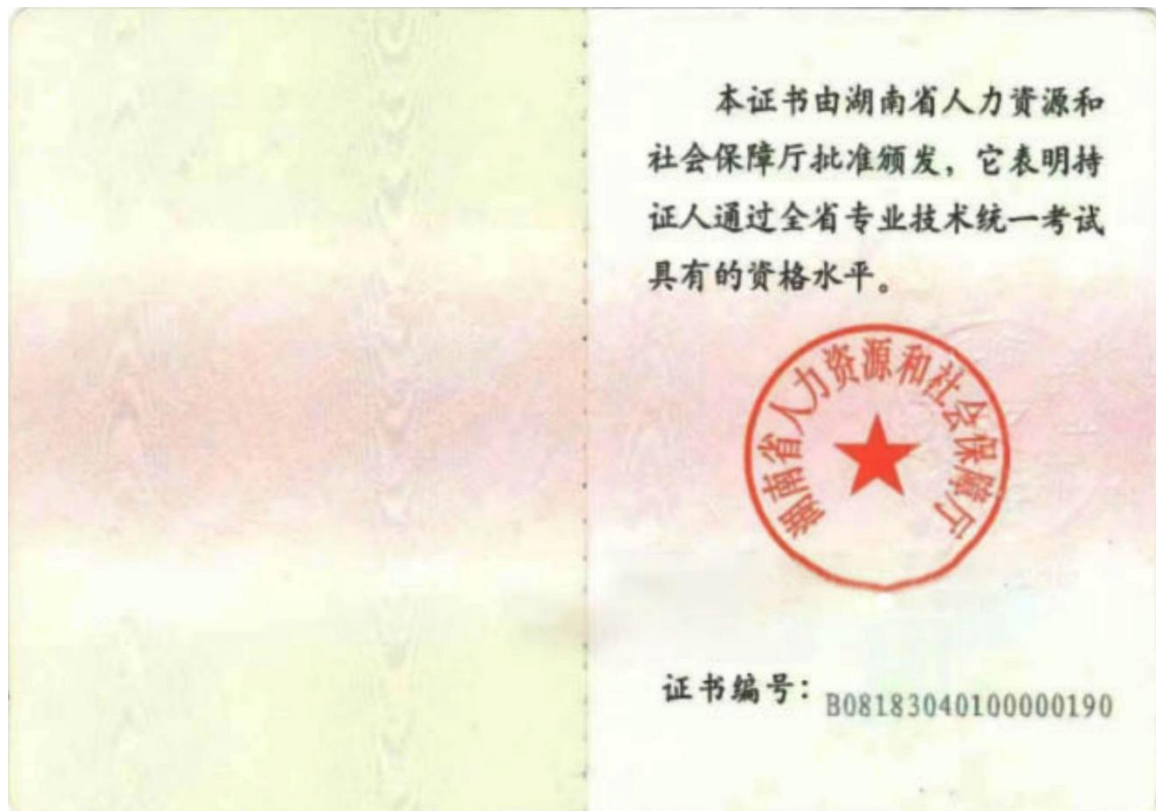 本证书由湖南省人力资源和
社会保障厅批准颁发，它表明持
证人通过全省专业技术统一考试
具有的资格水平。
湖南省人力资源和社会保障厅
证书编号：B08183040100000190